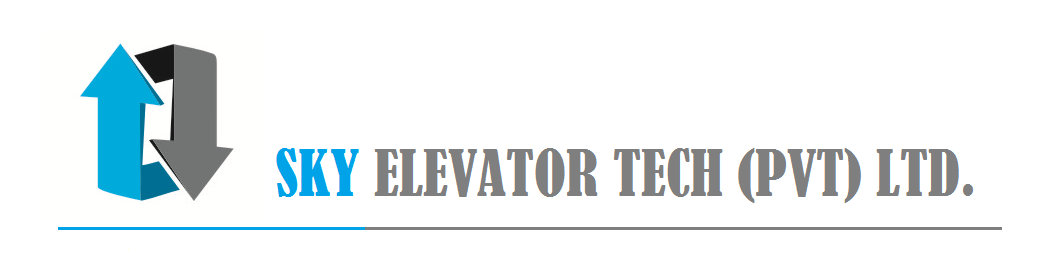 SKY ELEVATOR TECH (PVT) LTD.